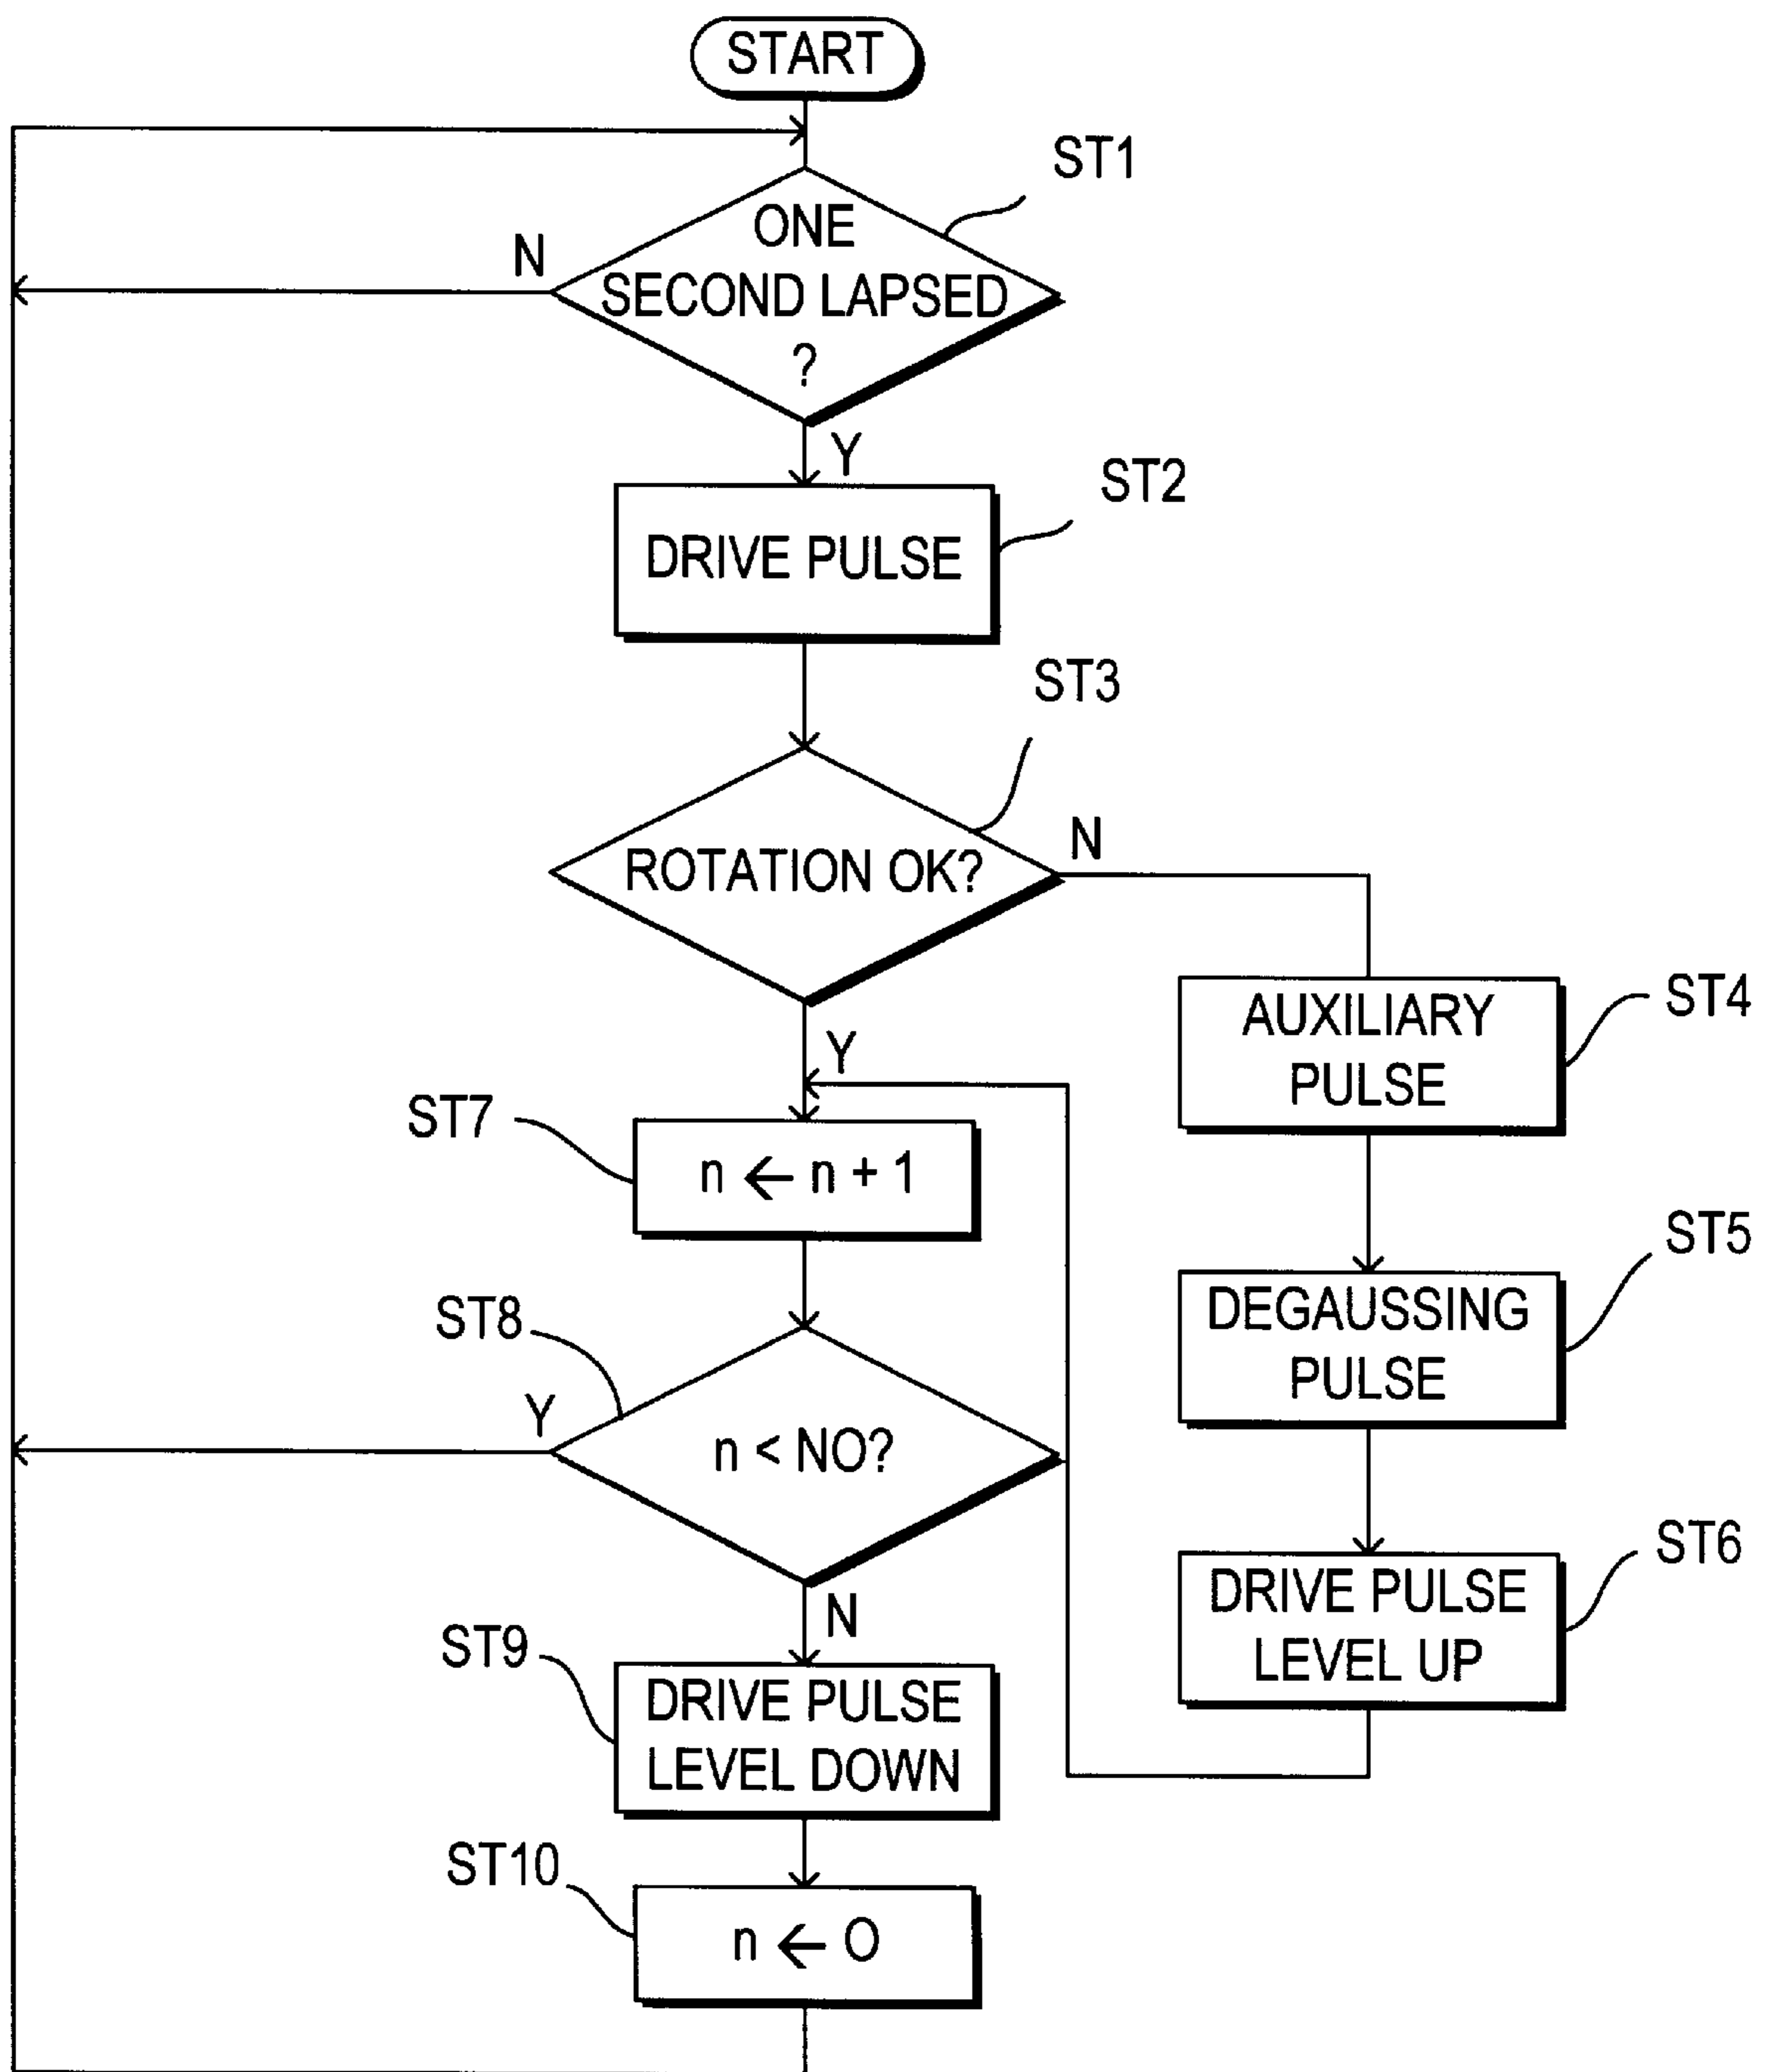 START
ST1
ONE
SECOND LAPSED
?
N
Y
ST2
DRIVE PULSE
ST3
ROTATION OK?
N
Y
ST4
AUXILIARY
PULSE
ST7
n ← n + 1
ST5
DEGAUSSING
PULSE
ST8
Y
n < NO?
N
ST6
DRIVE PULSE
LEVEL UP
ST9
DRIVE PULSE
LEVEL DOWN
ST10
n ← O